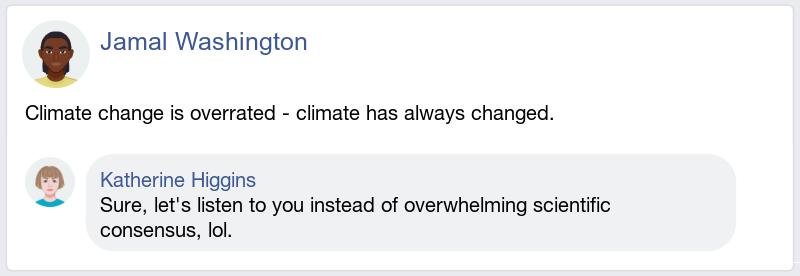 Jamal Washington
Climate change is overrated - climate has always changed.
Katherine Higgins
Sure, let's listen to you instead of overwhelming scientific
consensus, lol.